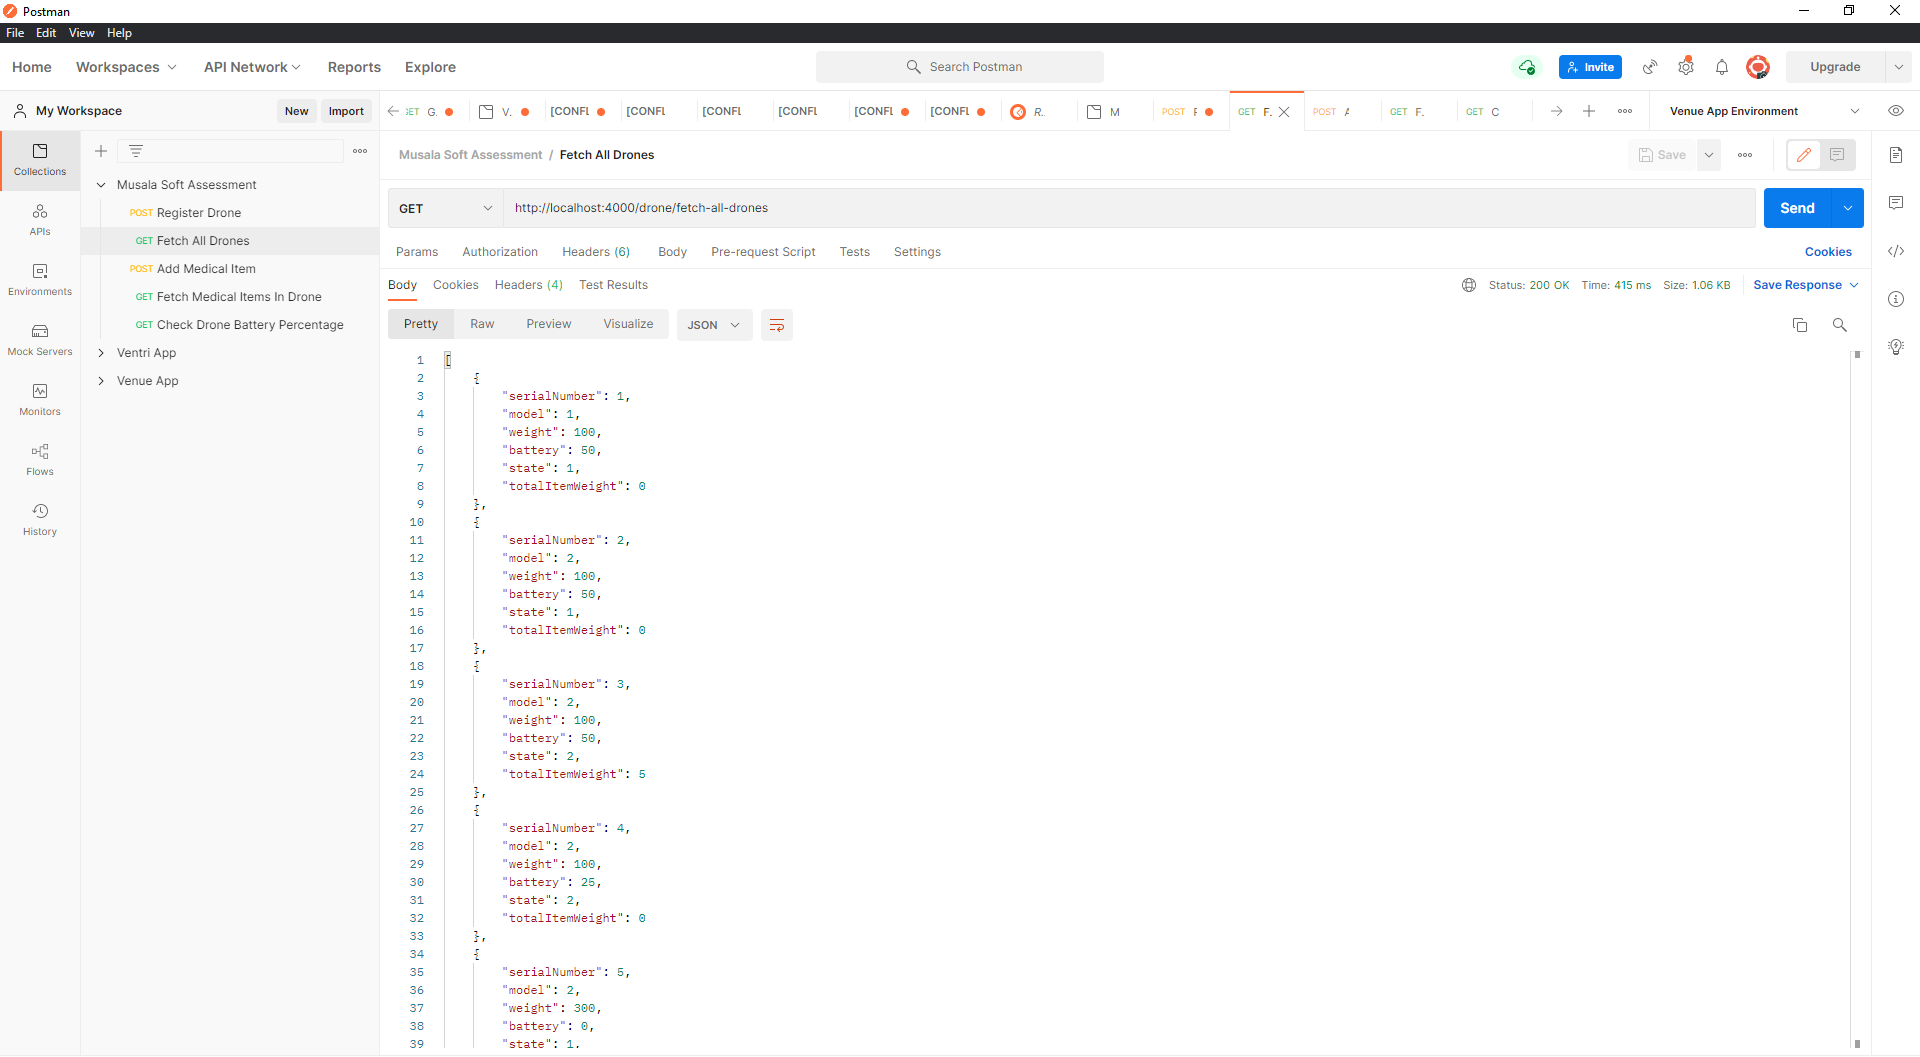 Postman
File Edit View Help
Home Workspaces API Network Reports Explore Search Postman Invite Upgrade
My Workspace New Import
GET G. V. [CONFL [CONFL [CONFL [CONFL [CONFL [CONFL R. M POST F GET F. POST A GET F. GET C Venue App Environment
Collections
APIs
Environments
Mock Servers
Monitors
Flows
History
Musala Soft Assessment
POST Register Drone
GET Fetch All Drones
POST Add Medical Item
GET Fetch Medical Items In Drone
GET Check Drone Battery Percentage
Ventri App
Venue App
Musala Soft Assessment / Fetch All Drones Save
GET http://localhost:4000/drone/fetch-all-drones Send
Params Authorization Headers (6) Body Pre-request Script Tests Settings Cookies
Body Cookies Headers (4) Test Results Status: 200 OK Time: 415 ms Size: 1.06 KB Save Response
Pretty Raw Preview Visualize JSON
1 [
2 {
3 "serialNumber": 1,
4 "model": 1,
5 "weight": 100,
6 "battery": 50,
7 "state": 1,
8 "totalItemWeight": 0
9 },
10 {
11 "serialNumber": 2,
12 "model": 2,
13 "weight": 100,
14 "battery": 50,
15 "state": 1,
16 "totalItemWeight": 0
17 },
18 {
19 "serialNumber": 3,
20 "model": 2,
21 "weight": 100,
22 "battery": 50,
23 "state": 2,
24 "totalItemWeight": 5
25 },
26 {
27 "serialNumber": 4,
28 "model": 2,
29 "weight": 100,
30 "battery": 25,
31 "state": 2,
32 "totalItemWeight": 0
33 },
34 {
35 "serialNumber": 5,
36 "model": 2,
37 "weight": 300,
38 "battery": 0,
39 "state": 1,